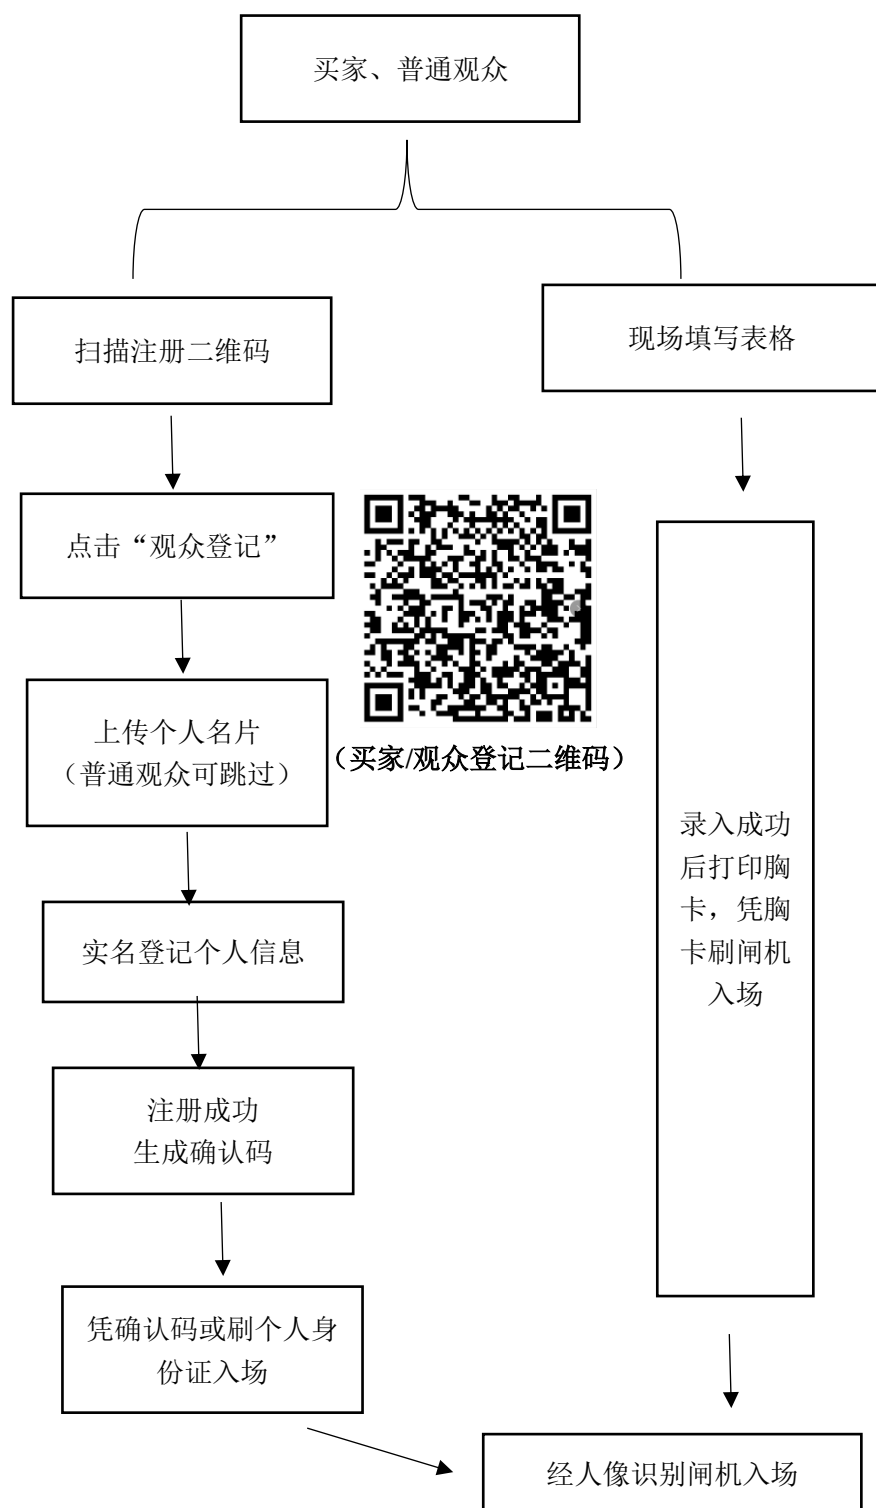 买家、普通观众
扫描注册二维码
现场填写表格
点击“观众登记”
上传个人名片
（普通观众可跳过）
（买家/观众登记二维码）
录入成功
后打印胸
卡，凭胸
卡刷闸机
入场
实名登记个人信息
注册成功
生成确认码
凭确认码或刷个人身
份证入场
经人像识别闸机入场